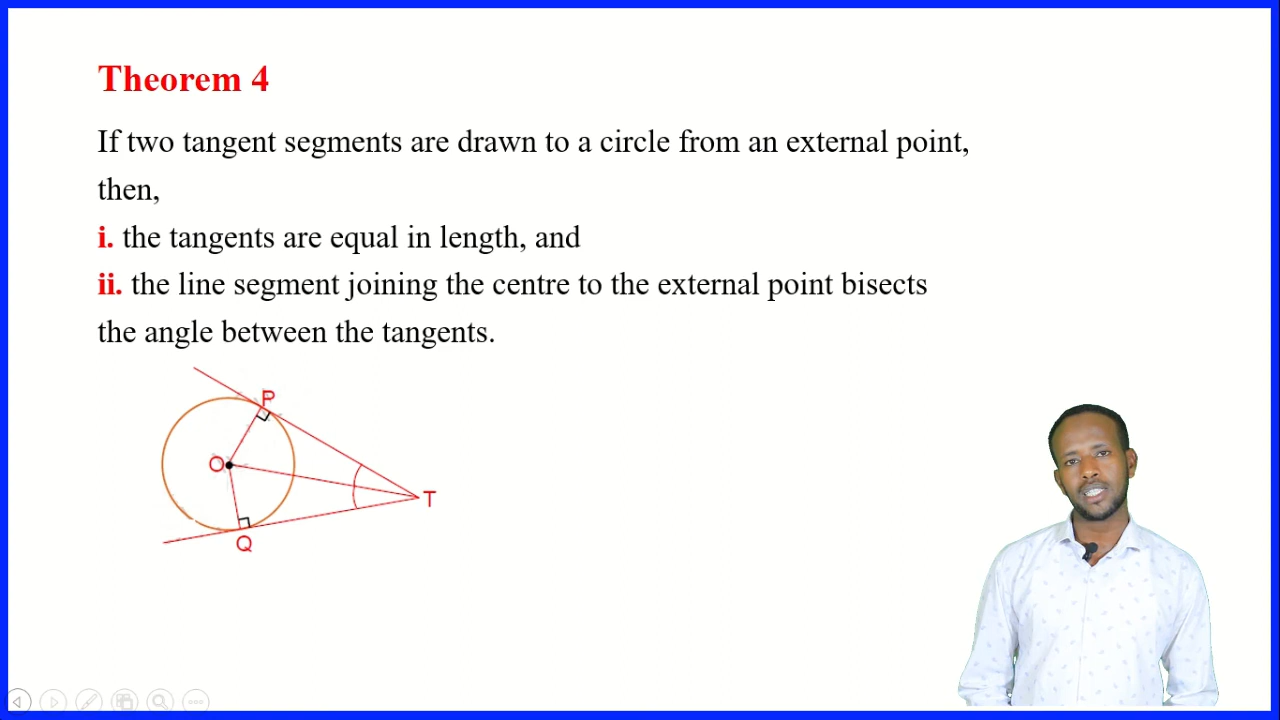 Theorem 4
If two tangent segments are drawn to a circle from an external point,
then,
i. the tangents are equal in length, and
ii. the line segment joining the centre to the external point bisects
the angle between the tangents.
P
O
T
Q